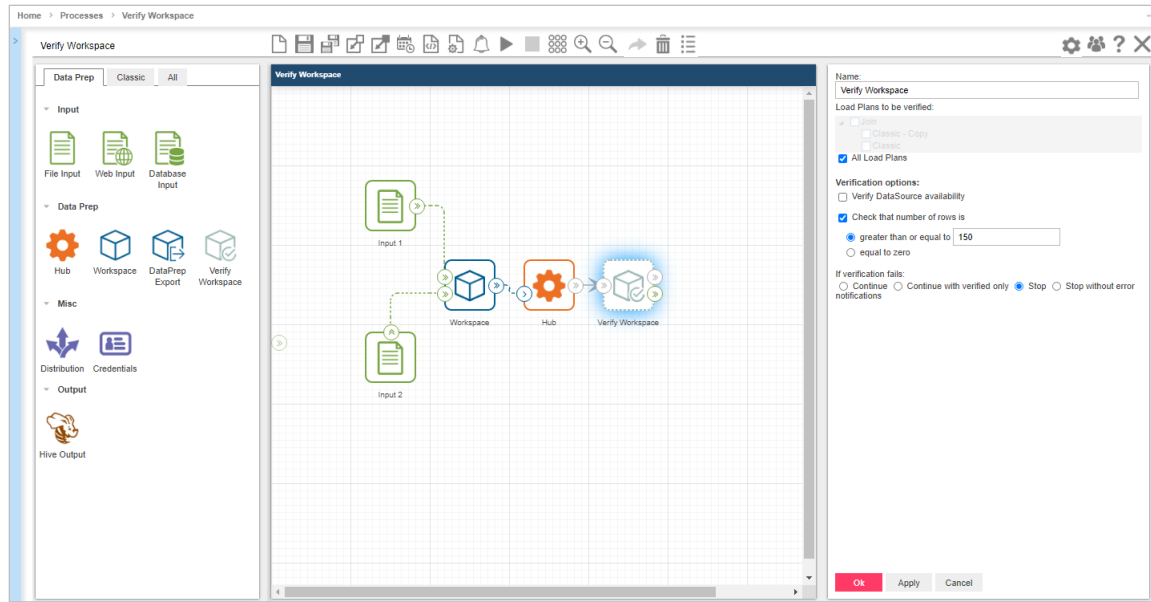 Home > Processes > Verify Workspace
Verify Workspace
Data Prep Classic All
Input
File Input Web Input Database
Input
Data Prep
Hub Workspace DataPrep Verify
Export Workspace
Misc
Distribution Credentials
Output
Hive Output
Verify Workspace
Input 1
Workspace Hub Verify Workspace
Input 2
Name:
Verify Workspace
Load Plans to be verified:
Join
Classic - Copy
Classic
All Load Plans
Verification options:
Verify DataSource availability
Check that number of rows is
greater than or equal to 150
equal to zero
If verification fails:
Continue Continue with verified only Stop Stop without error
notifications
Ok Apply Cancel